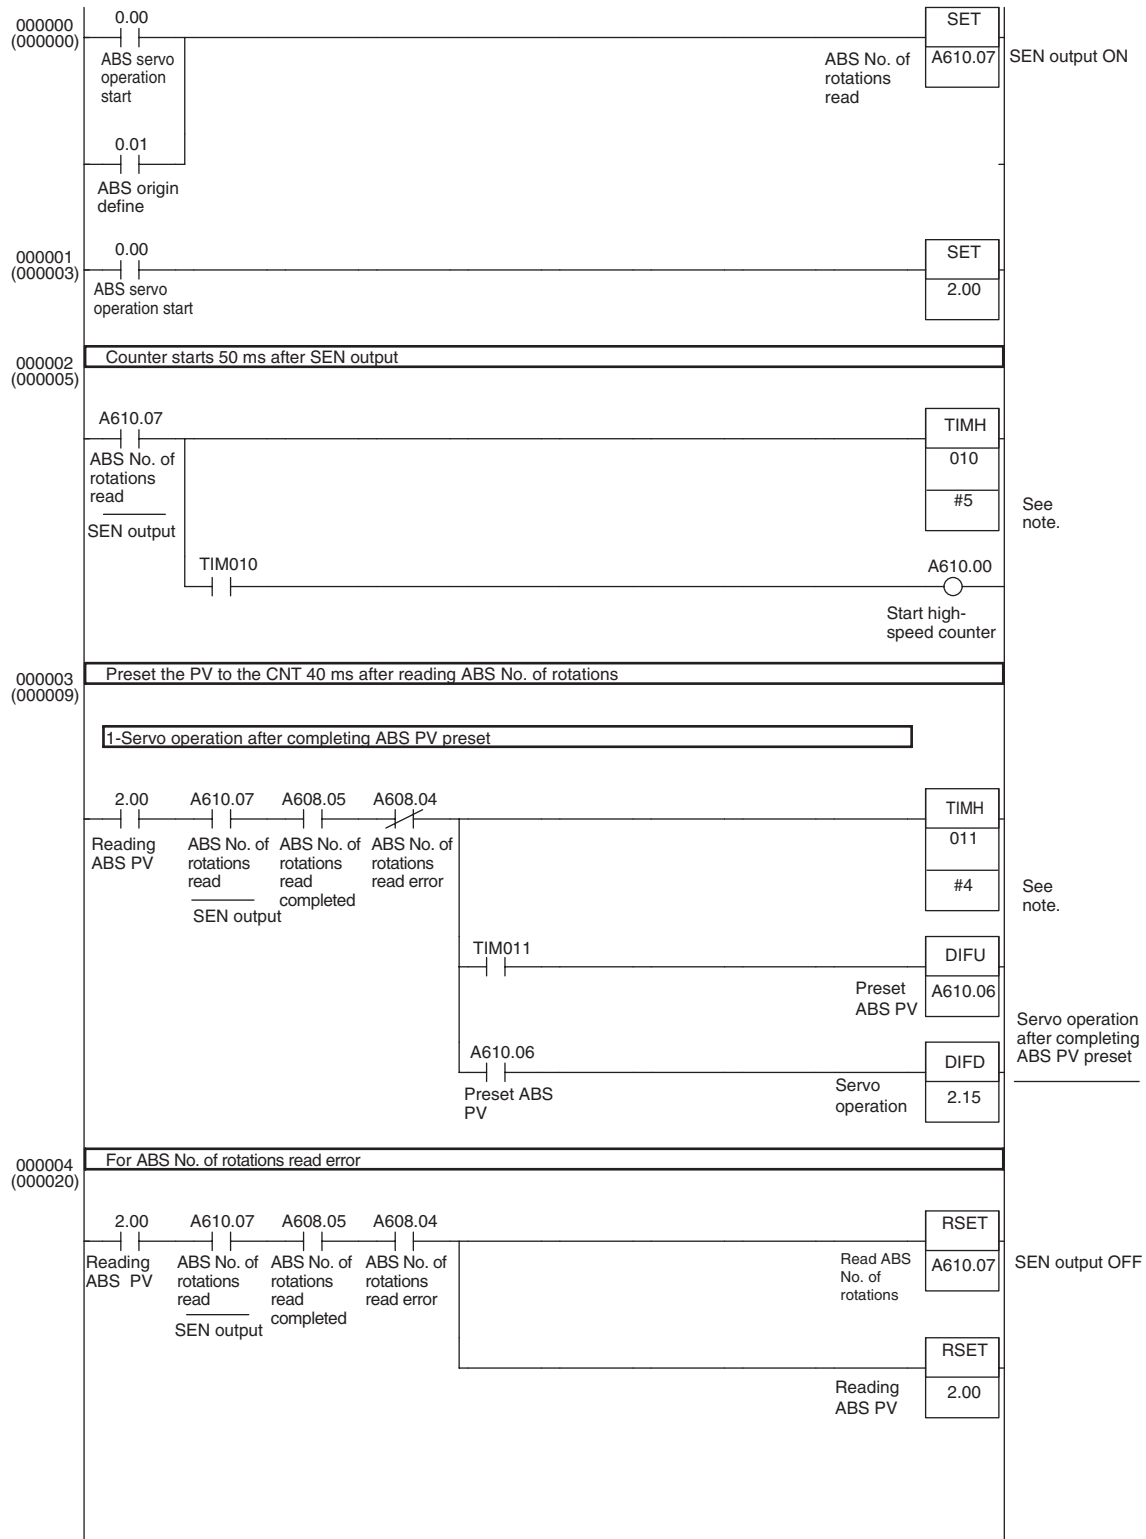 000000
(000000)
0.00
ABS servo
operation
start
SET
A610.07
ABS No. of
rotations
read
SEN output ON
0.01
ABS origin
define
000001
(000003)
0.00
ABS servo
operation start
SET
2.00
000002
(000005)
Counter starts 50 ms after SEN output
A610.07
ABS No. of
rotations
read
SEN output
TIMH
010
#5
See
note.
TIM010
A610.00
Start high-
speed counter
000003
(000009)
Preset the PV to the CNT 40 ms after reading ABS No. of rotations
1-Servo operation after completing ABS PV preset
2.00
Reading
ABS PV
A610.07
ABS No. of
rotations
read
SEN output
A608.05
ABS No. of
rotations
read
completed
A608.04
ABS No. of
rotations
read error
TIMH
011
#4
See
note.
TIM011
DIFU
A610.06
Preset
ABS PV
A610.06
Preset ABS
PV
DIFD
2.15
Servo
operation
Servo operation
after completing
ABS PV preset
000004
(000020)
For ABS No. of rotations read error
2.00
Reading
ABS PV
A610.07
ABS No. of
rotations
read
SEN output
A608.05
ABS No. of
rotations
read
completed
A608.04
ABS No. of
rotations
read error
RSET
A610.07
Read ABS
No. of
rotations
SEN output OFF
RSET
2.00
Reading
ABS PV